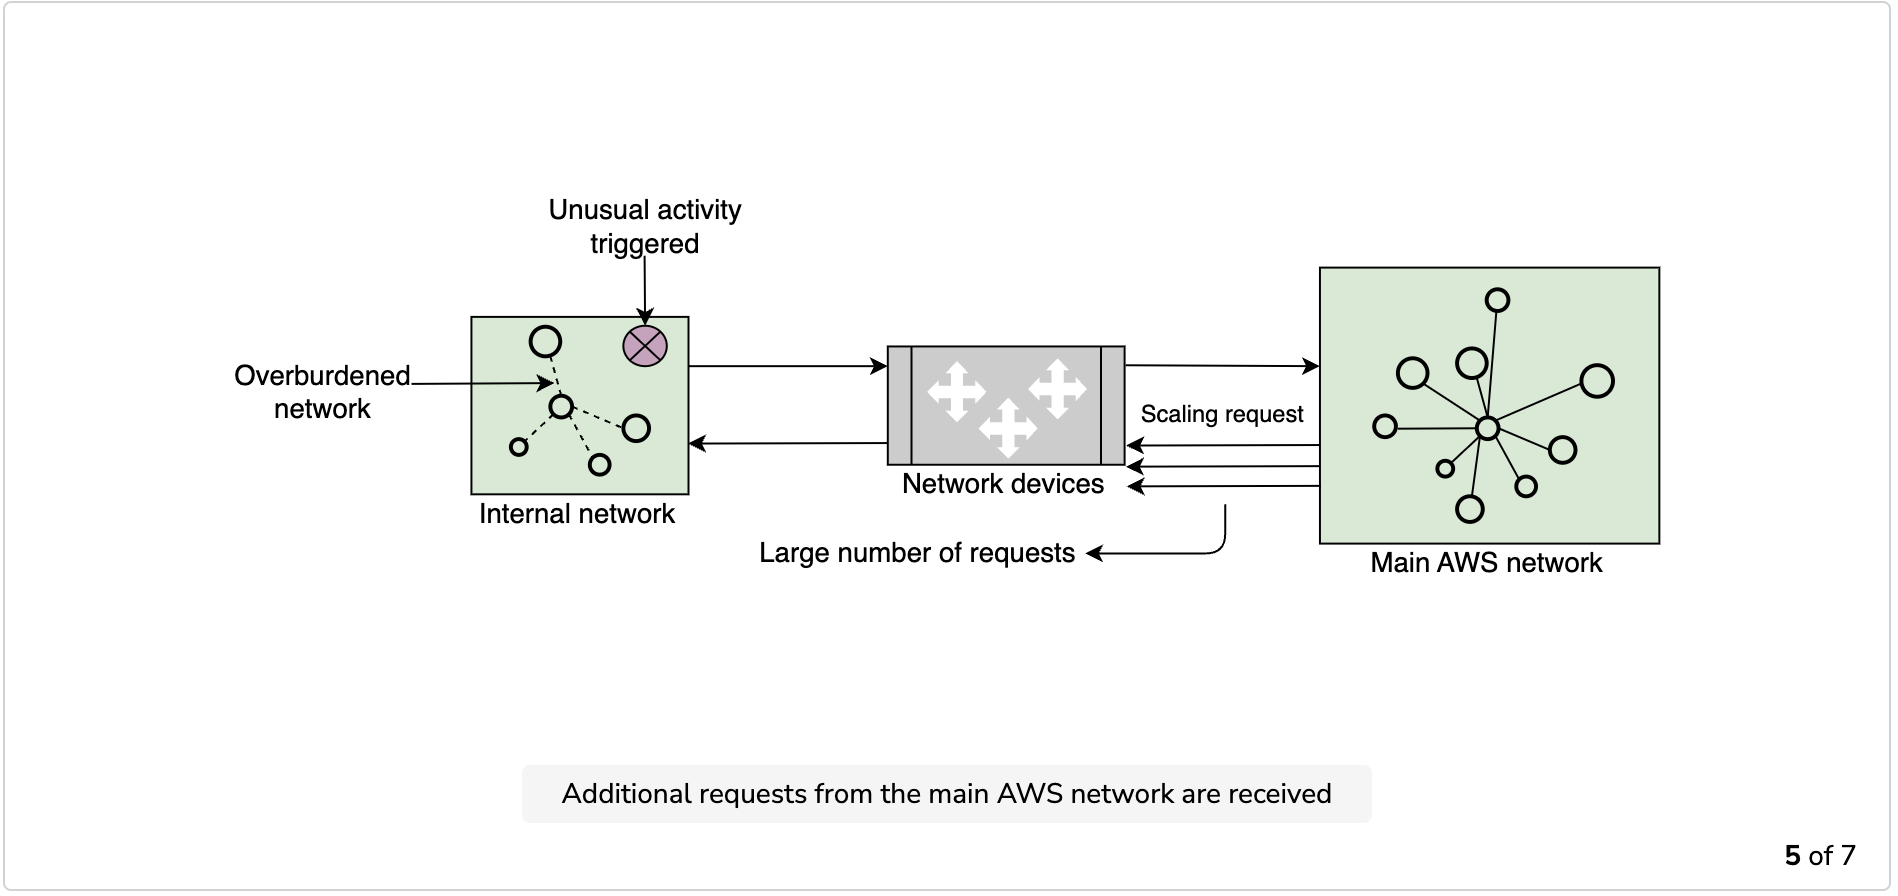 Unusual activity
triggered
Overburdened
network
Internal network
Network devices
Scaling request
Large number of requests
Main AWS network
Additional requests from the main AWS network are received
5 of 7